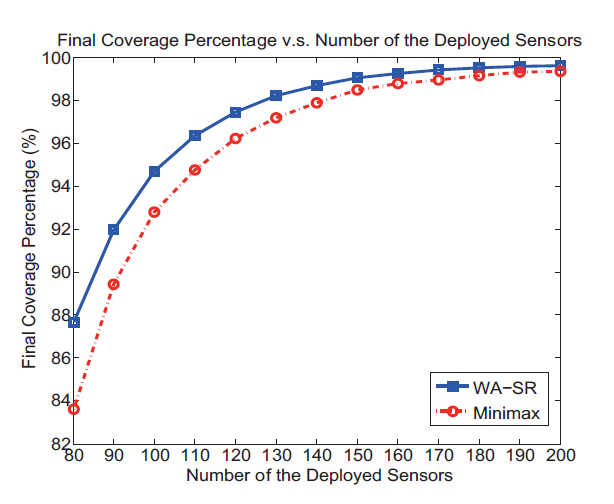 Final Coverage Percentage v.s. Number of the Deployed Sensors
100
98
96
94
92
90
88
86
84
82
Final Coverage Percentage (%)
WA−SR
Minimax
80 90 100 110 120 130 140 150 160 170 180 190 200
Number of the Deployed Sensors